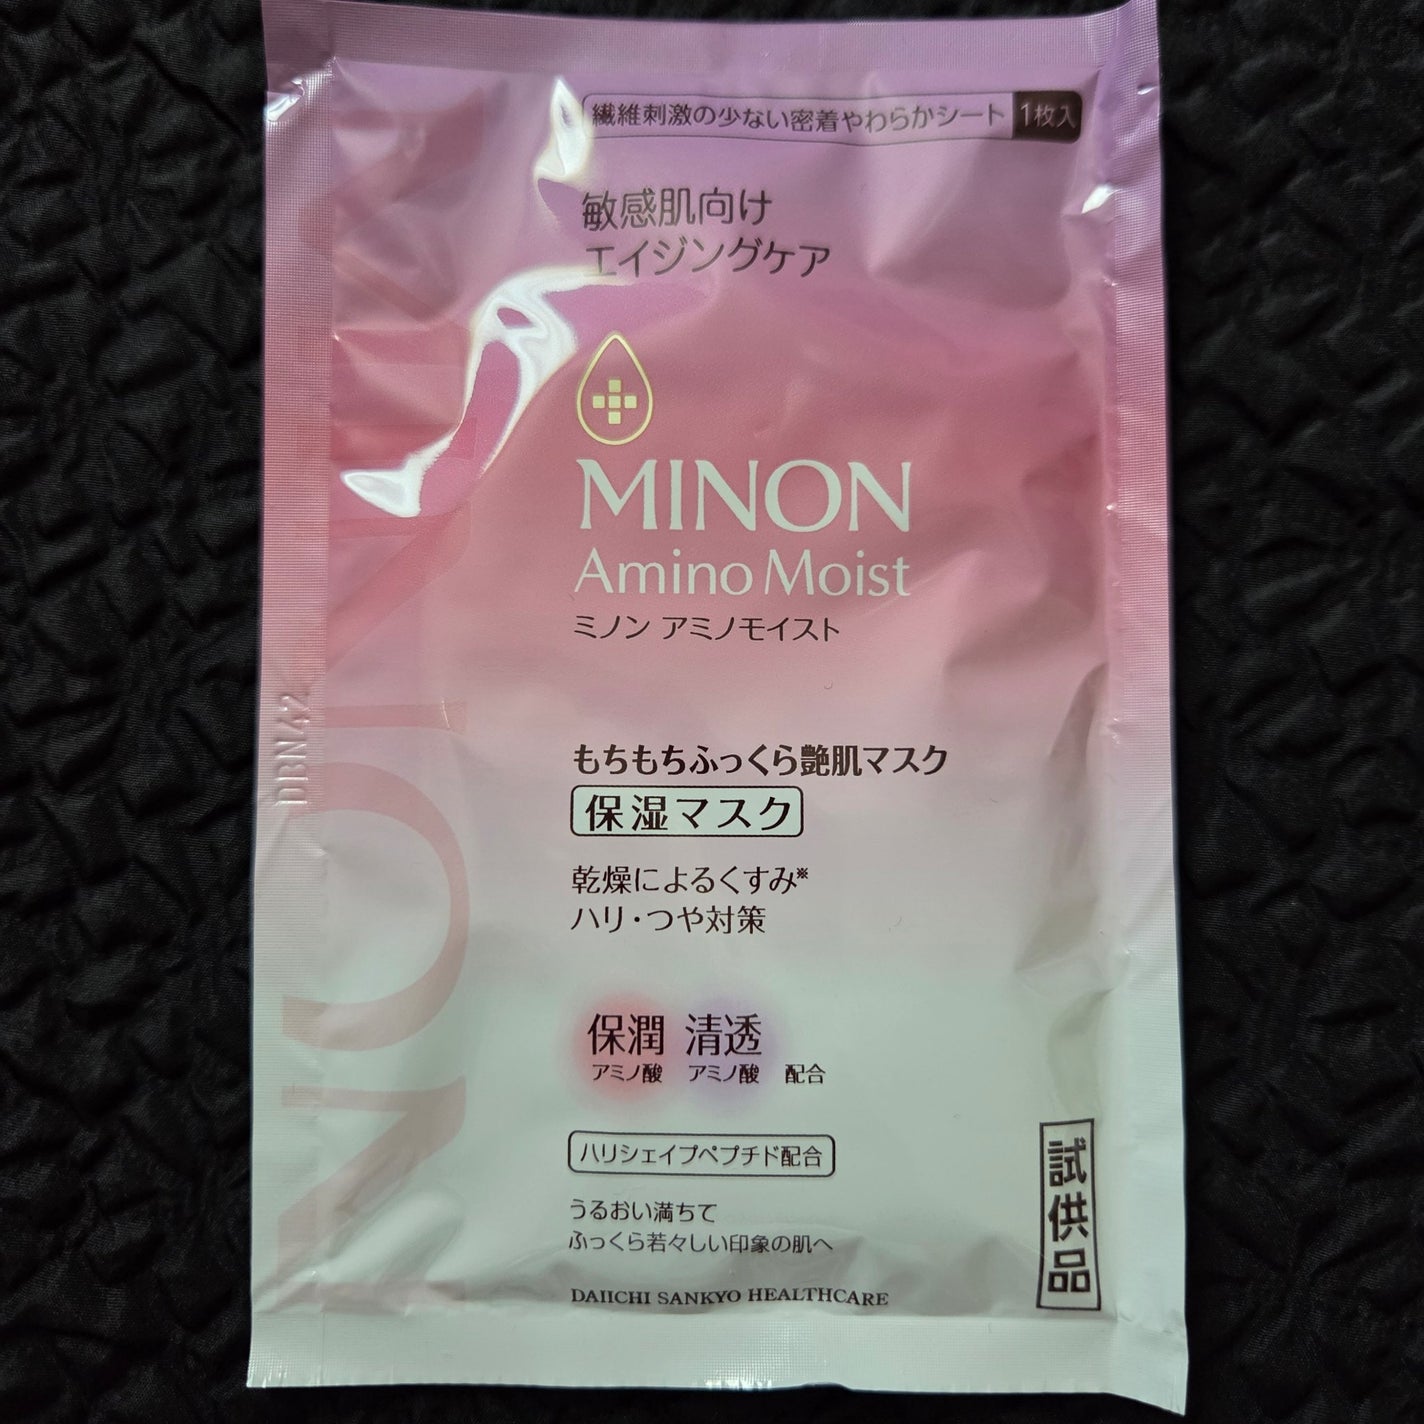 繊維刺激の少ない密着やわらかシート 1枚入
敏感肌向け
エイジングケア
MINON
Amino Moist
ミノン アミノモイスト
もちもちふっくら艶肌マスク
保湿マスク
乾燥によるくすみ※
ハリ・つや対策
保潤 清透
アミノ酸 アミノ酸 配合
ハリシェイプペプチド配合
うるおい満ちて
ふっくら若々しい印象の肌へ
DAIICHI SANKYO HEALTHCARE
試供品
DBN42
MINON